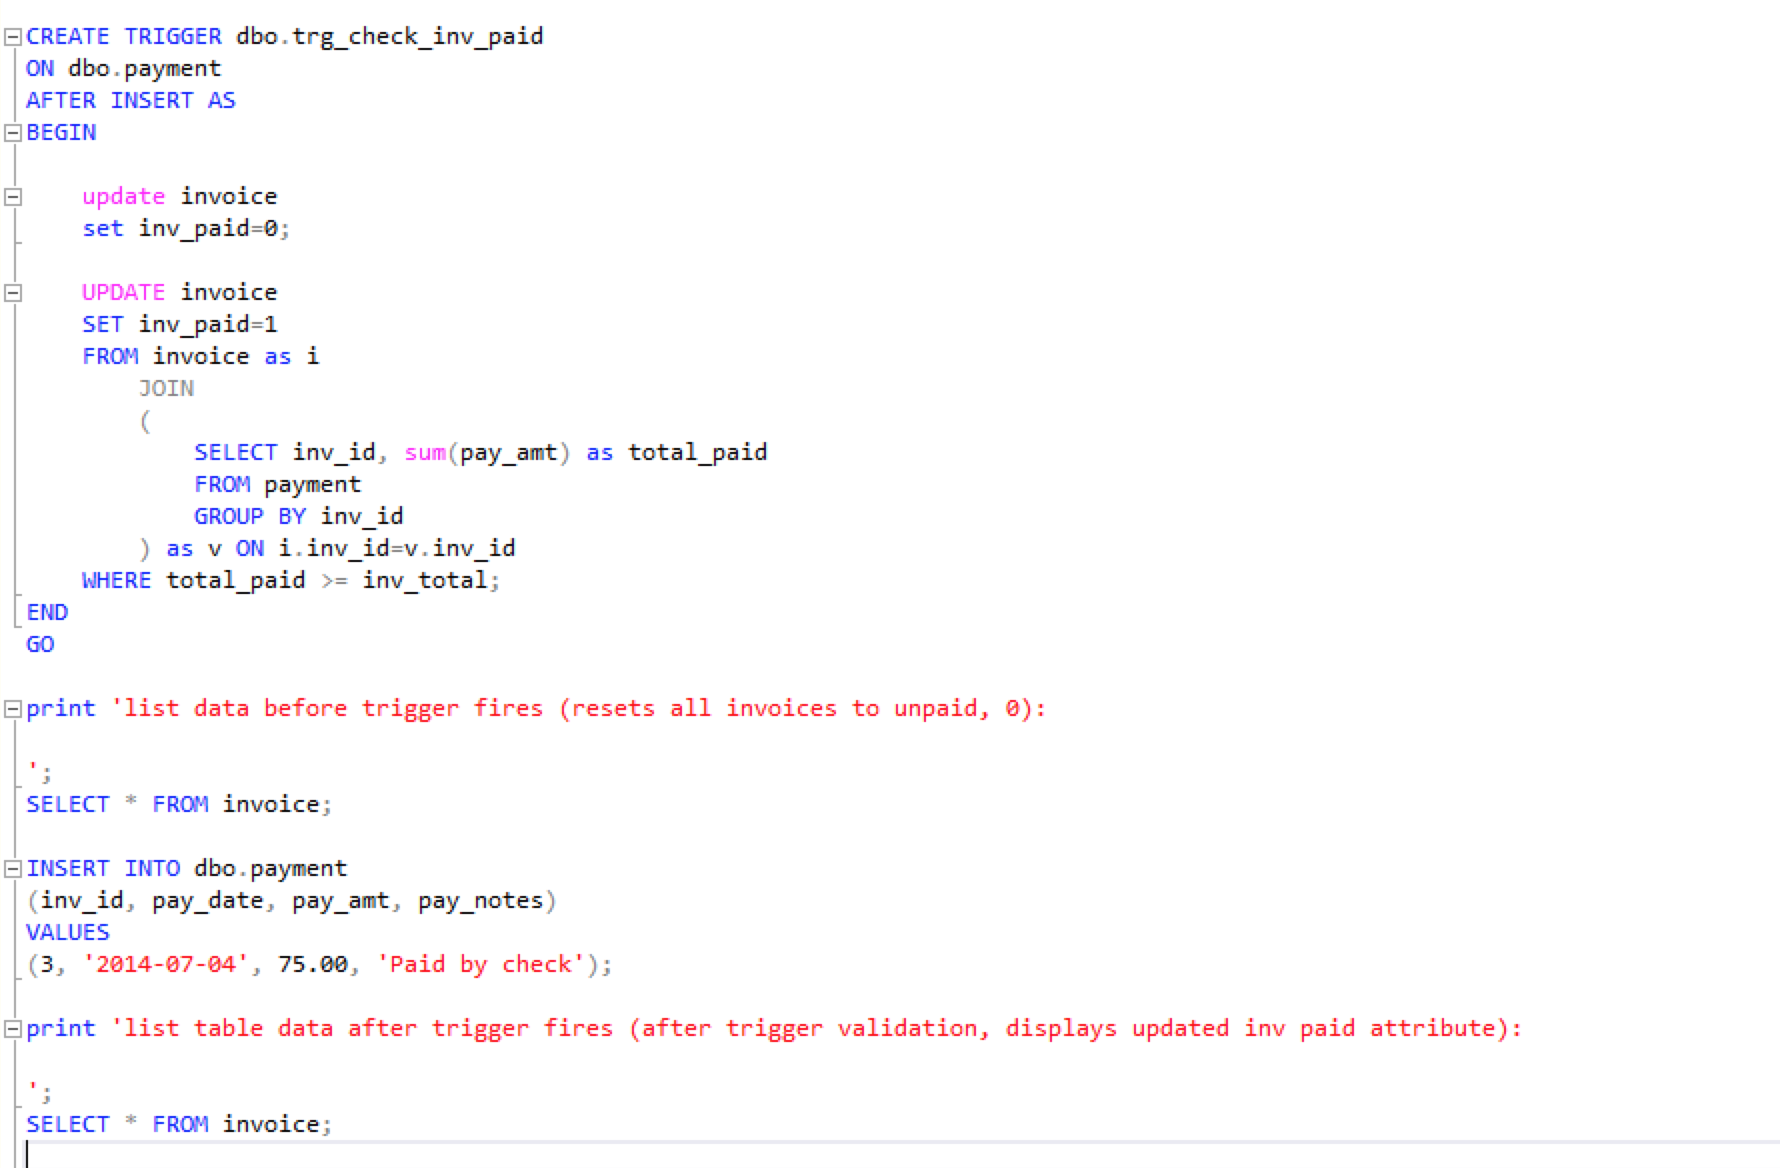 CREATE TRIGGER dbo.trg_check_inv_paid
ON dbo.payment
AFTER INSERT AS
BEGIN
update invoice
set inv_paid=0;
UPDATE invoice
SET inv_paid=1
FROM invoice as i
JOIN
(
SELECT inv_id, sum(pay_amt) as total_paid
FROM payment
GROUP BY inv_id
) as v ON i.inv_id=v.inv_id
WHERE total_paid >= inv_total;
END
GO
print 'list data before trigger fires (resets all invoices to unpaid, 0):
';
SELECT * FROM invoice;
INSERT INTO dbo.payment
(inv_id, pay_date, pay_amt, pay_notes)
VALUES
(3, '2014-07-04', 75.00, 'Paid by check');
print 'list table data after trigger fires (after trigger validation, displays updated inv paid attribute):
';
SELECT * FROM invoice;